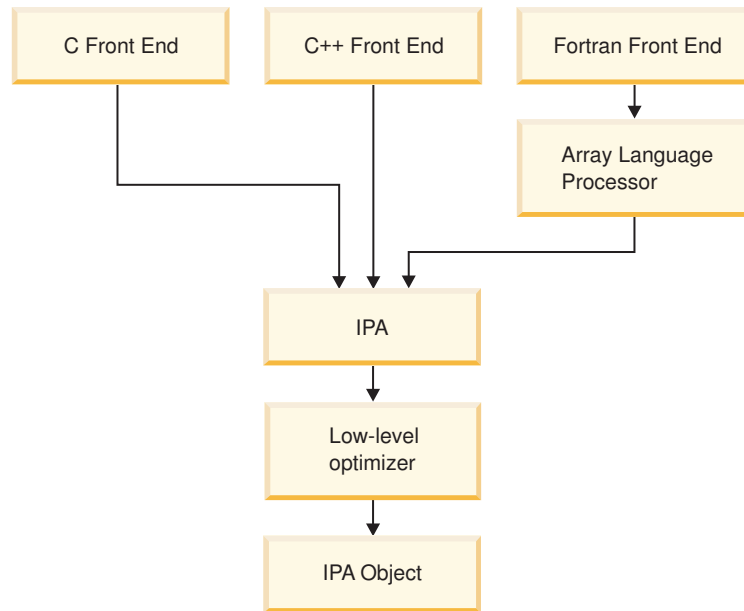 C Front End
C++ Front End
Fortran Front End
Array Language
Processor
IPA
Low-level
optimizer
IPA Object